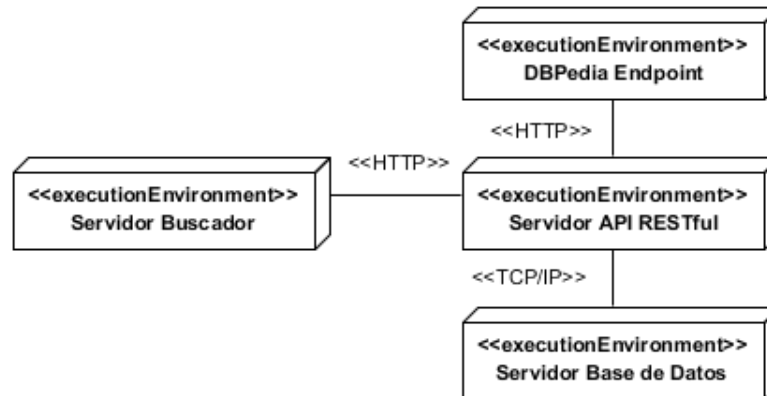 <<executionEnvironment>>
DBPedia Endpoint
<<HTTP>>
<<HTTP>>
<<executionEnvironment>>
Servidor Buscador
<<executionEnvironment>>
Servidor API RESTful
<<TCP/IP>>
<<executionEnvironment>>
Servidor Base de Datos